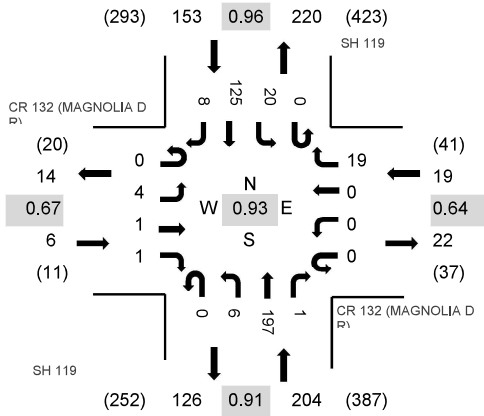 (293) 153 0.96 220 (423)
SH 119
8 125 20 0
CR 132 (MAGNOLIA D
R)
(20)
14
0.67
6
(11)
0
4
1
1
N
W 0.93 E
S
19
0
0
0
(41)
19
0.64
22
(37)
0 6 197 1
CR 132 (MAGNOLIA D
R)
SH 119
(252) 126 0.91 204 (387)